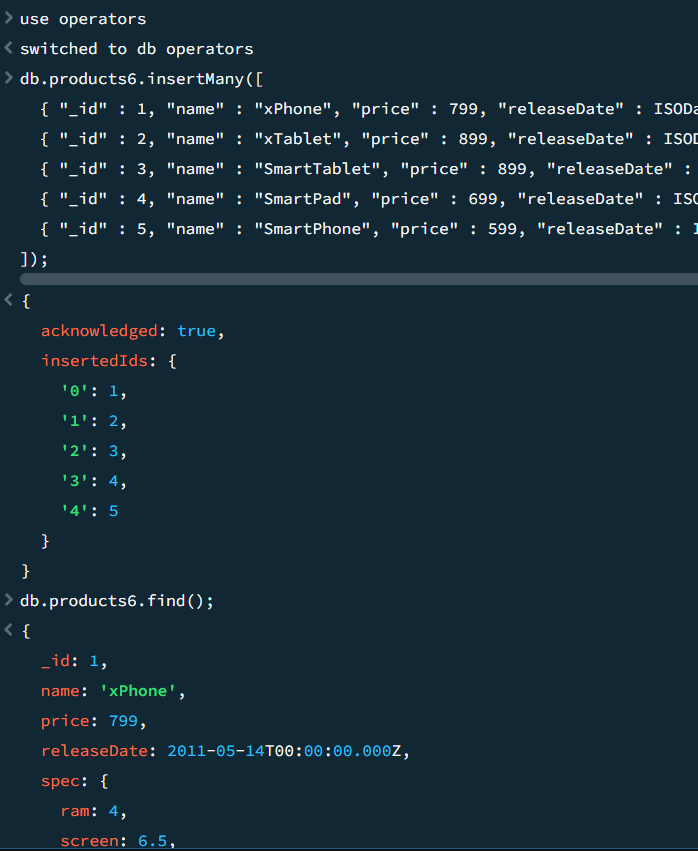 use operators
switched to db operators
db.products6.insertMany([
{ "_id" : 1, "name" : "xPhone", "price" : 799, "releaseDate" : ISODa
{ "_id" : 2, "name" : "xTablet", "price" : 899, "releaseDate" : ISOD
{ "_id" : 3, "name" : "SmartTablet", "price" : 899, "releaseDate" :
{ "_id" : 4, "name" : "SmartPad", "price" : 699, "releaseDate" : ISO
{ "_id" : 5, "name" : "SmartPhone", "price" : 599, "releaseDate" : I
]);
{
acknowledged: true,
insertedIds: {
'0': 1,
'1': 2,
'2': 3,
'3': 4,
'4': 5
}
}
db.products6.find();
{
_id: 1,
name: 'xPhone',
price: 799,
releaseDate: 2011-05-14T00:00:00.000Z,
spec: {
ram: 4,
screen: 6.5,